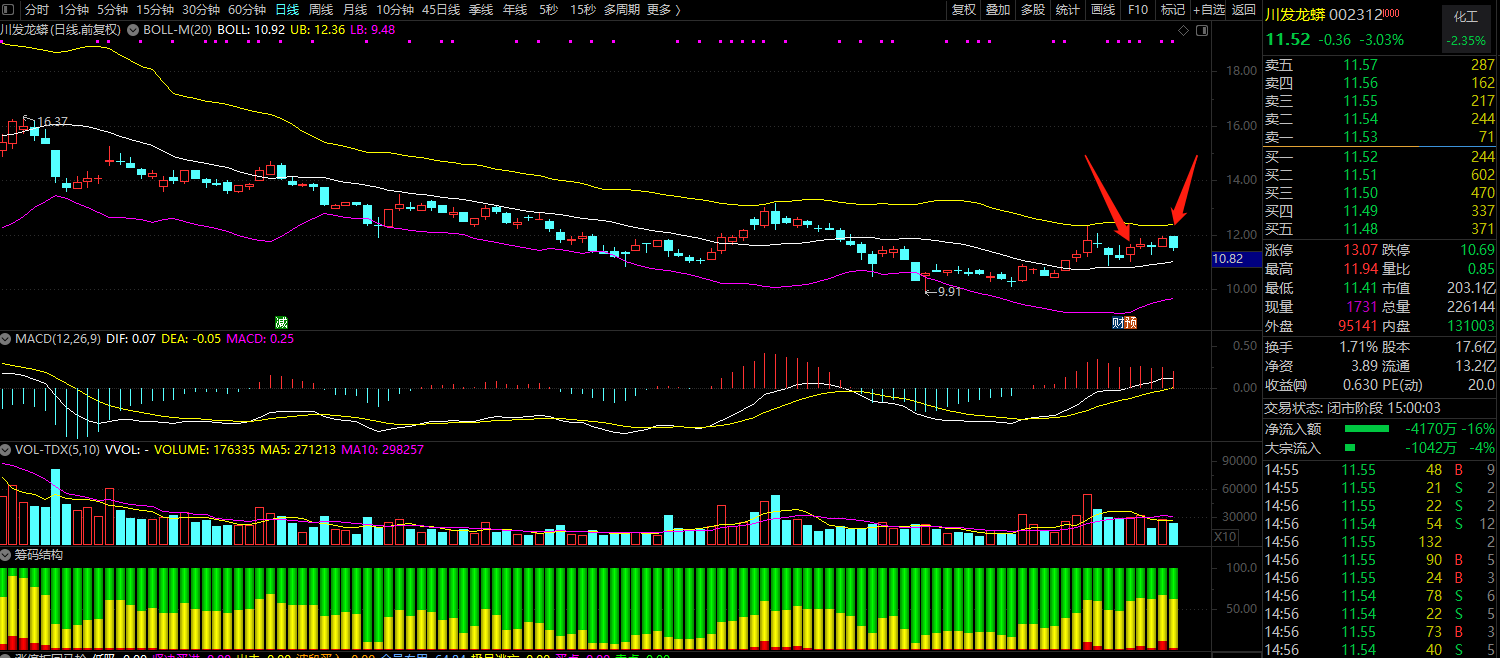 分时 1分钟 5分钟 15分钟 30分钟 60分钟 日线 周线 月线 10分钟 45日线 季线 年线 5秒 15秒 多周期 更多 〉 复权 叠加 多股 统计 画线 F10 标记 +自选 返回
川发龙蟒(日线.前复权) BOLL-M(20) BOLL: 10.92 UB: 12.36 LB: 9.48
18.00
16.37
16.00
14.00
12.00
10.82
10.00
←9.91
减
财 预
MACD(12,26,9) DIF: 0.07 DEA: -0.05 MACD: 0.25
0.50
0.00
VOL-TDX(5,10) VVOL: - VOLUME: 176335 MA5: 271213 MA10: 298257
90000
60000
30000
X10
筹码结构
100.0
50.00
川发龙蟒 002312
化工
-2.35%
11.52 -0.36 -3.03%
卖五 11.57 287
卖四 11.56 162
卖三 11.55 217
卖二 11.54 244
卖一 11.53 71
买一 11.52 244
买二 11.51 602
买三 11.50 470
买四 11.49 337
买五 11.48 371
涨停 13.07 跌停 10.69
最高 11.94 量比 0.85
最低 11.41 市值 203.1亿
现量 1731 总量 226144
外盘 95141 内盘 131003
换手 1.71% 股本 17.6亿
净资 3.89 流通 13.2亿
收益㈣ 0.630 PE(动) 20.0
交易状态: 闭市阶段 15:00:03
净流入额 -4170万 -16%
大宗流入 -1042万 -4%
14:55 11.55 48 B 9
14:55 11.55 21 S 2
14:56 11.55 22 S 2
14:56 11.54 54 S 12
14:56 11.55 132 2
14:56 11.55 90 B 5
14:56 11.55 24 B 3
14:56 11.54 78 S 6
14:56 11.54 22 S 5
14:56 11.55 73 B 3
14:56 11.54 40 S 5